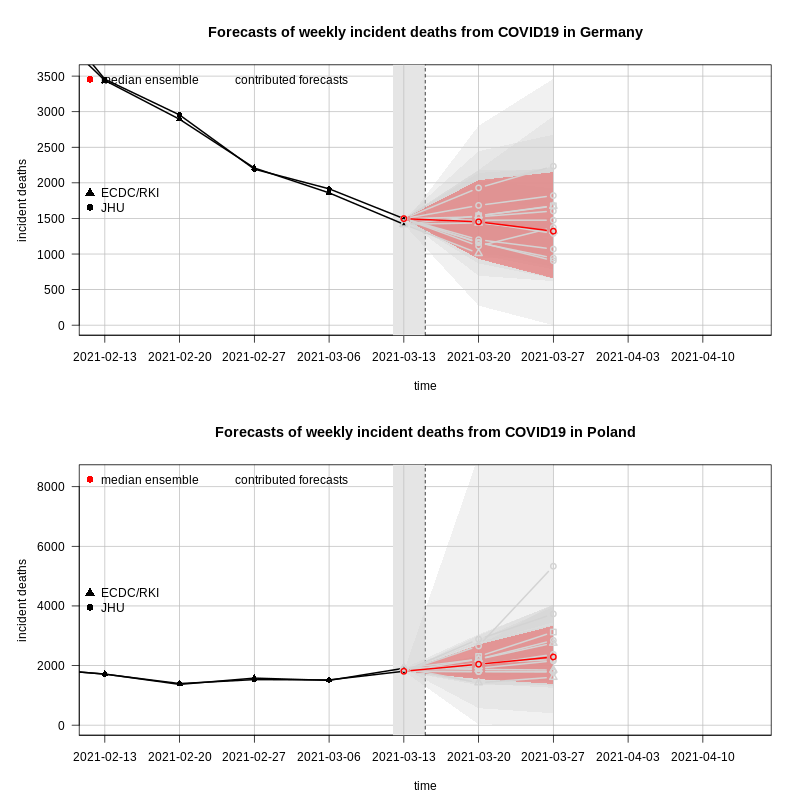 Forecasts of weekly incident deaths from COVID19 in Germany
median ensemble contributed forecasts
3500
3000
2500
2000
1500
1000
500
0
incident deaths
ECDC/RKI
JHU
2021-02-13 2021-02-20 2021-02-27 2021-03-06 2021-03-13 2021-03-20 2021-03-27 2021-04-03 2021-04-10
time
Forecasts of weekly incident deaths from COVID19 in Poland
median ensemble contributed forecasts
8000
6000
4000
2000
0
incident deaths
ECDC/RKI
JHU
2021-02-13 2021-02-20 2021-02-27 2021-03-06 2021-03-13 2021-03-20 2021-03-27 2021-04-03 2021-04-10
time